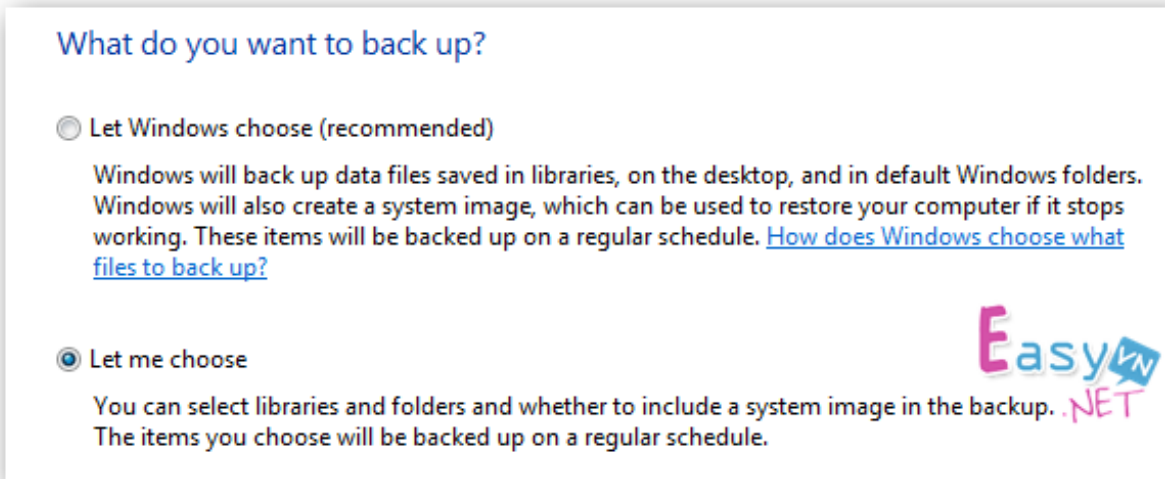 What do you want to back up?
Let Windows choose (recommended)
Windows will back up data files saved in libraries, on the desktop, and in default Windows folders.
Windows will also create a system image, which can be used to restore your computer if it stops
working. These items will be backed up on a regular schedule. How does Windows choose what
files to back up?
Let me choose
You can select libraries and folders and whether to include a system image in the backup.
The items you choose will be backed up on a regular schedule.
Easy VN
.NET